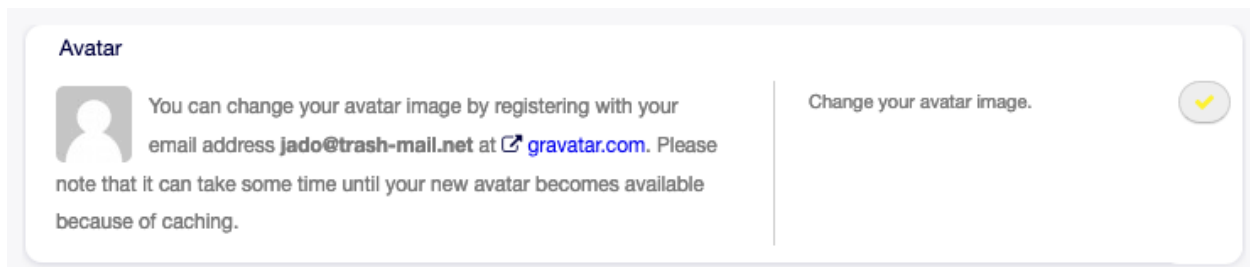 Avatar
You can change your avatar image by registering with your
email address jado@trash-mail.net at gravatar.com. Please
note that it can take some time until your new avatar becomes available
because of caching.
Change your avatar image.